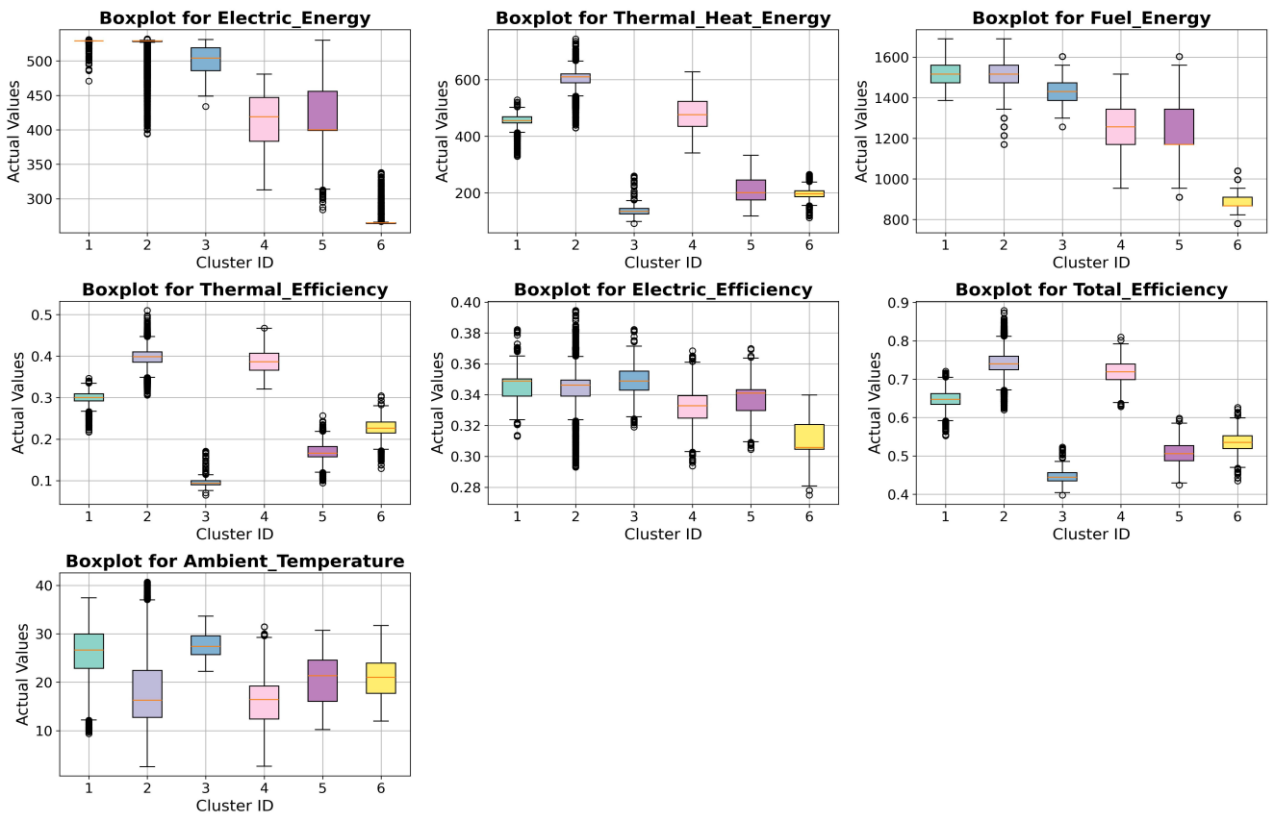 Boxplot for Electric_Energy
Actual Values
500
450
400
350
300
1 2 3 4 5 6
Cluster ID
Boxplot for Thermal_Heat_Energy
Actual Values
600
400
200
1 2 3 4 5 6
Cluster ID
Boxplot for Fuel_Energy
Actual Values
1600
1400
1200
1000
800
1 2 3 4 5 6
Cluster ID
Boxplot for Thermal_Efficiency
Actual Values
0.5
0.4
0.3
0.2
0.1
1 2 3 4 5 6
Cluster ID
Boxplot for Electric_Efficiency
Actual Values
0.40
0.38
0.36
0.34
0.32
0.30
0.28
1 2 3 4 5 6
Cluster ID
Boxplot for Total_Efficiency
Actual Values
0.9
0.8
0.7
0.6
0.5
0.4
1 2 3 4 5 6
Cluster ID
Boxplot for Ambient_Temperature
Actual Values
40
30
20
10
1 2 3 4 5 6
Cluster ID